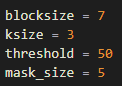 blocksize = 7
ksize = 3
threshold = 50
mask_size = 5